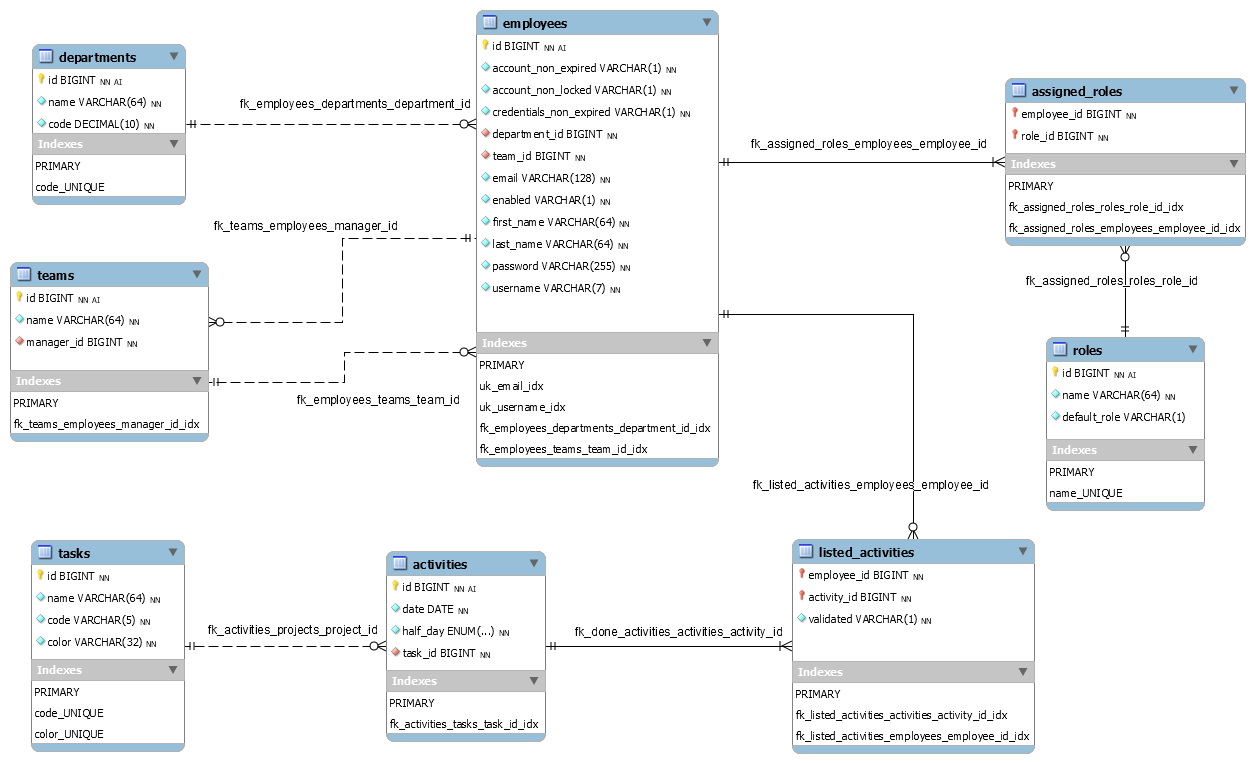 departments
id BIGINT NN AI
name VARCHAR(64) NN
code DECIMAL(10) NN
Indexes
PRIMARY
code_UNIQUE
fk_employees_departments_department_id
employees
id BIGINT NN AI
account_non_expired VARCHAR(1) NN
account_non_locked VARCHAR(1) NN
credentials_non_expired VARCHAR(1) NN
department_id BIGINT NN
team_id BIGINT NN
email VARCHAR(128) NN
enabled VARCHAR(1) NN
first_name VARCHAR(64) NN
last_name VARCHAR(64) NN
password VARCHAR(255) NN
username VARCHAR(7) NN
Indexes
PRIMARY
uk_email_idx
uk_username_idx
fk_employees_departments_department_id_idx
fk_employees_teams_team_id_idx
fk_assigned_roles_employees_employee_id
assigned_roles
employee_id BIGINT NN
role_id BIGINT NN
Indexes
PRIMARY
fk_assigned_roles_roles_role_id_idx
fk_assigned_roles_employees_employee_id_idx
fk_teams_employees_manager_id
teams
id BIGINT NN AI
name VARCHAR(64) NN
manager_id BIGINT NN
Indexes
PRIMARY
fk_teams_employees_manager_id_idx
fk_employees_teams_team_id
fk_assigned_roles_roles_role_id
roles
id BIGINT NN AI
name VARCHAR(64) NN
default_role VARCHAR(1)
Indexes
PRIMARY
name_UNIQUE
fk_listed_activities_employees_employee_id
tasks
id BIGINT NN
name VARCHAR(64) NN
code VARCHAR(5) NN
color VARCHAR(32) NN
Indexes
PRIMARY
code_UNIQUE
color_UNIQUE
fk_activities_projects_project_id
activities
id BIGINT NN AI
date DATE NN
half_day ENUM(...) NN
task_id BIGINT NN
Indexes
PRIMARY
fk_activities_tasks_task_id_idx
fk_done_activities_activities_activity_id
listed_activities
employee_id BIGINT NN
activity_id BIGINT NN
validated VARCHAR(1) NN
Indexes
PRIMARY
fk_listed_activities_activities_activity_id_idx
fk_listed_activities_employees_employee_id_idx